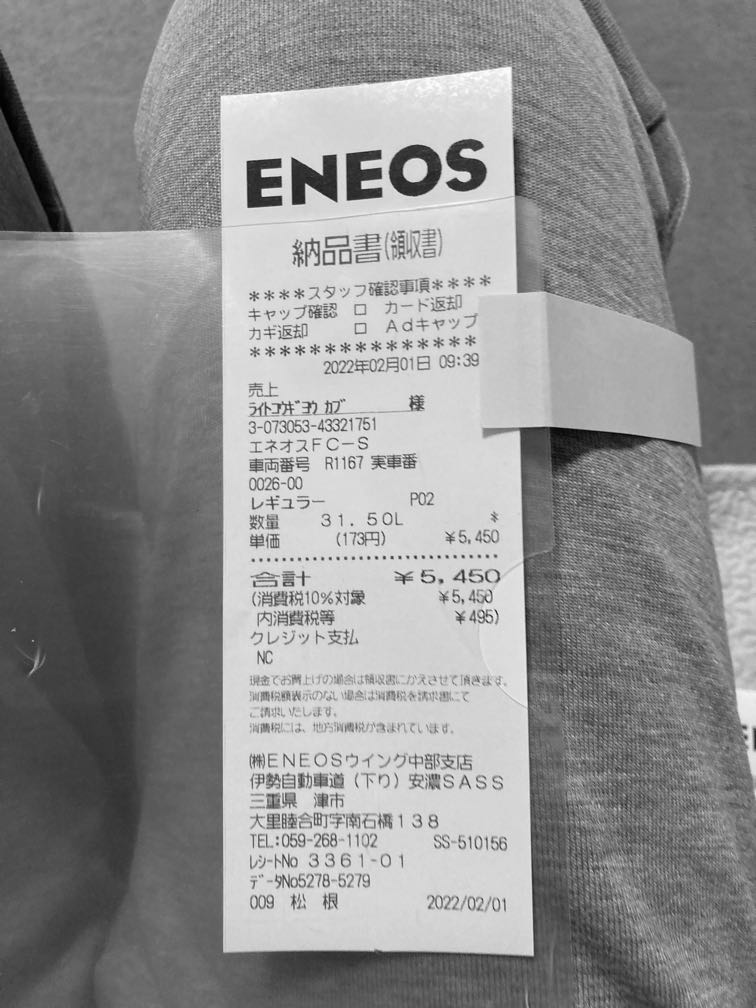 ENEOS
納品書(領収書)
****スタッフ確認事項****
キャップ確認 □ カード返却
カギ返却 □ Adキャップ
****************
2022年02月01日 09:39
売上
ﾗｲﾄｺｳｷﾞﾖｳ ｶﾌﾞ 様
3-073053-43321751
エネオスFC-S
車両番号 R1167 実車番
0026-00
レギュラー P02
数量 31.50L *
単価 (173円) ¥5,450
合計 ¥5,450
(消費税10%対象 ¥5,450
内消費税等 ¥495)
クレジット支払
NC
現金でお買上げの場合は領収書にかえさせて頂きます。
消費税額表示のない場合は消費税を請求書にて
ご請求いたします。
消費税には、地方消費税が含まれています。
(株)ENEOSウイング中部支店
伊勢自動車道(下り)安濃SASS
三重県 津市
大里睦合町字南石橋138
TEL:059-268-1102 SS-510156
ﾚｼｰﾄNo 3361-01
ﾃﾞｰﾀNo5278-5279
009 松 根 2022/02/01